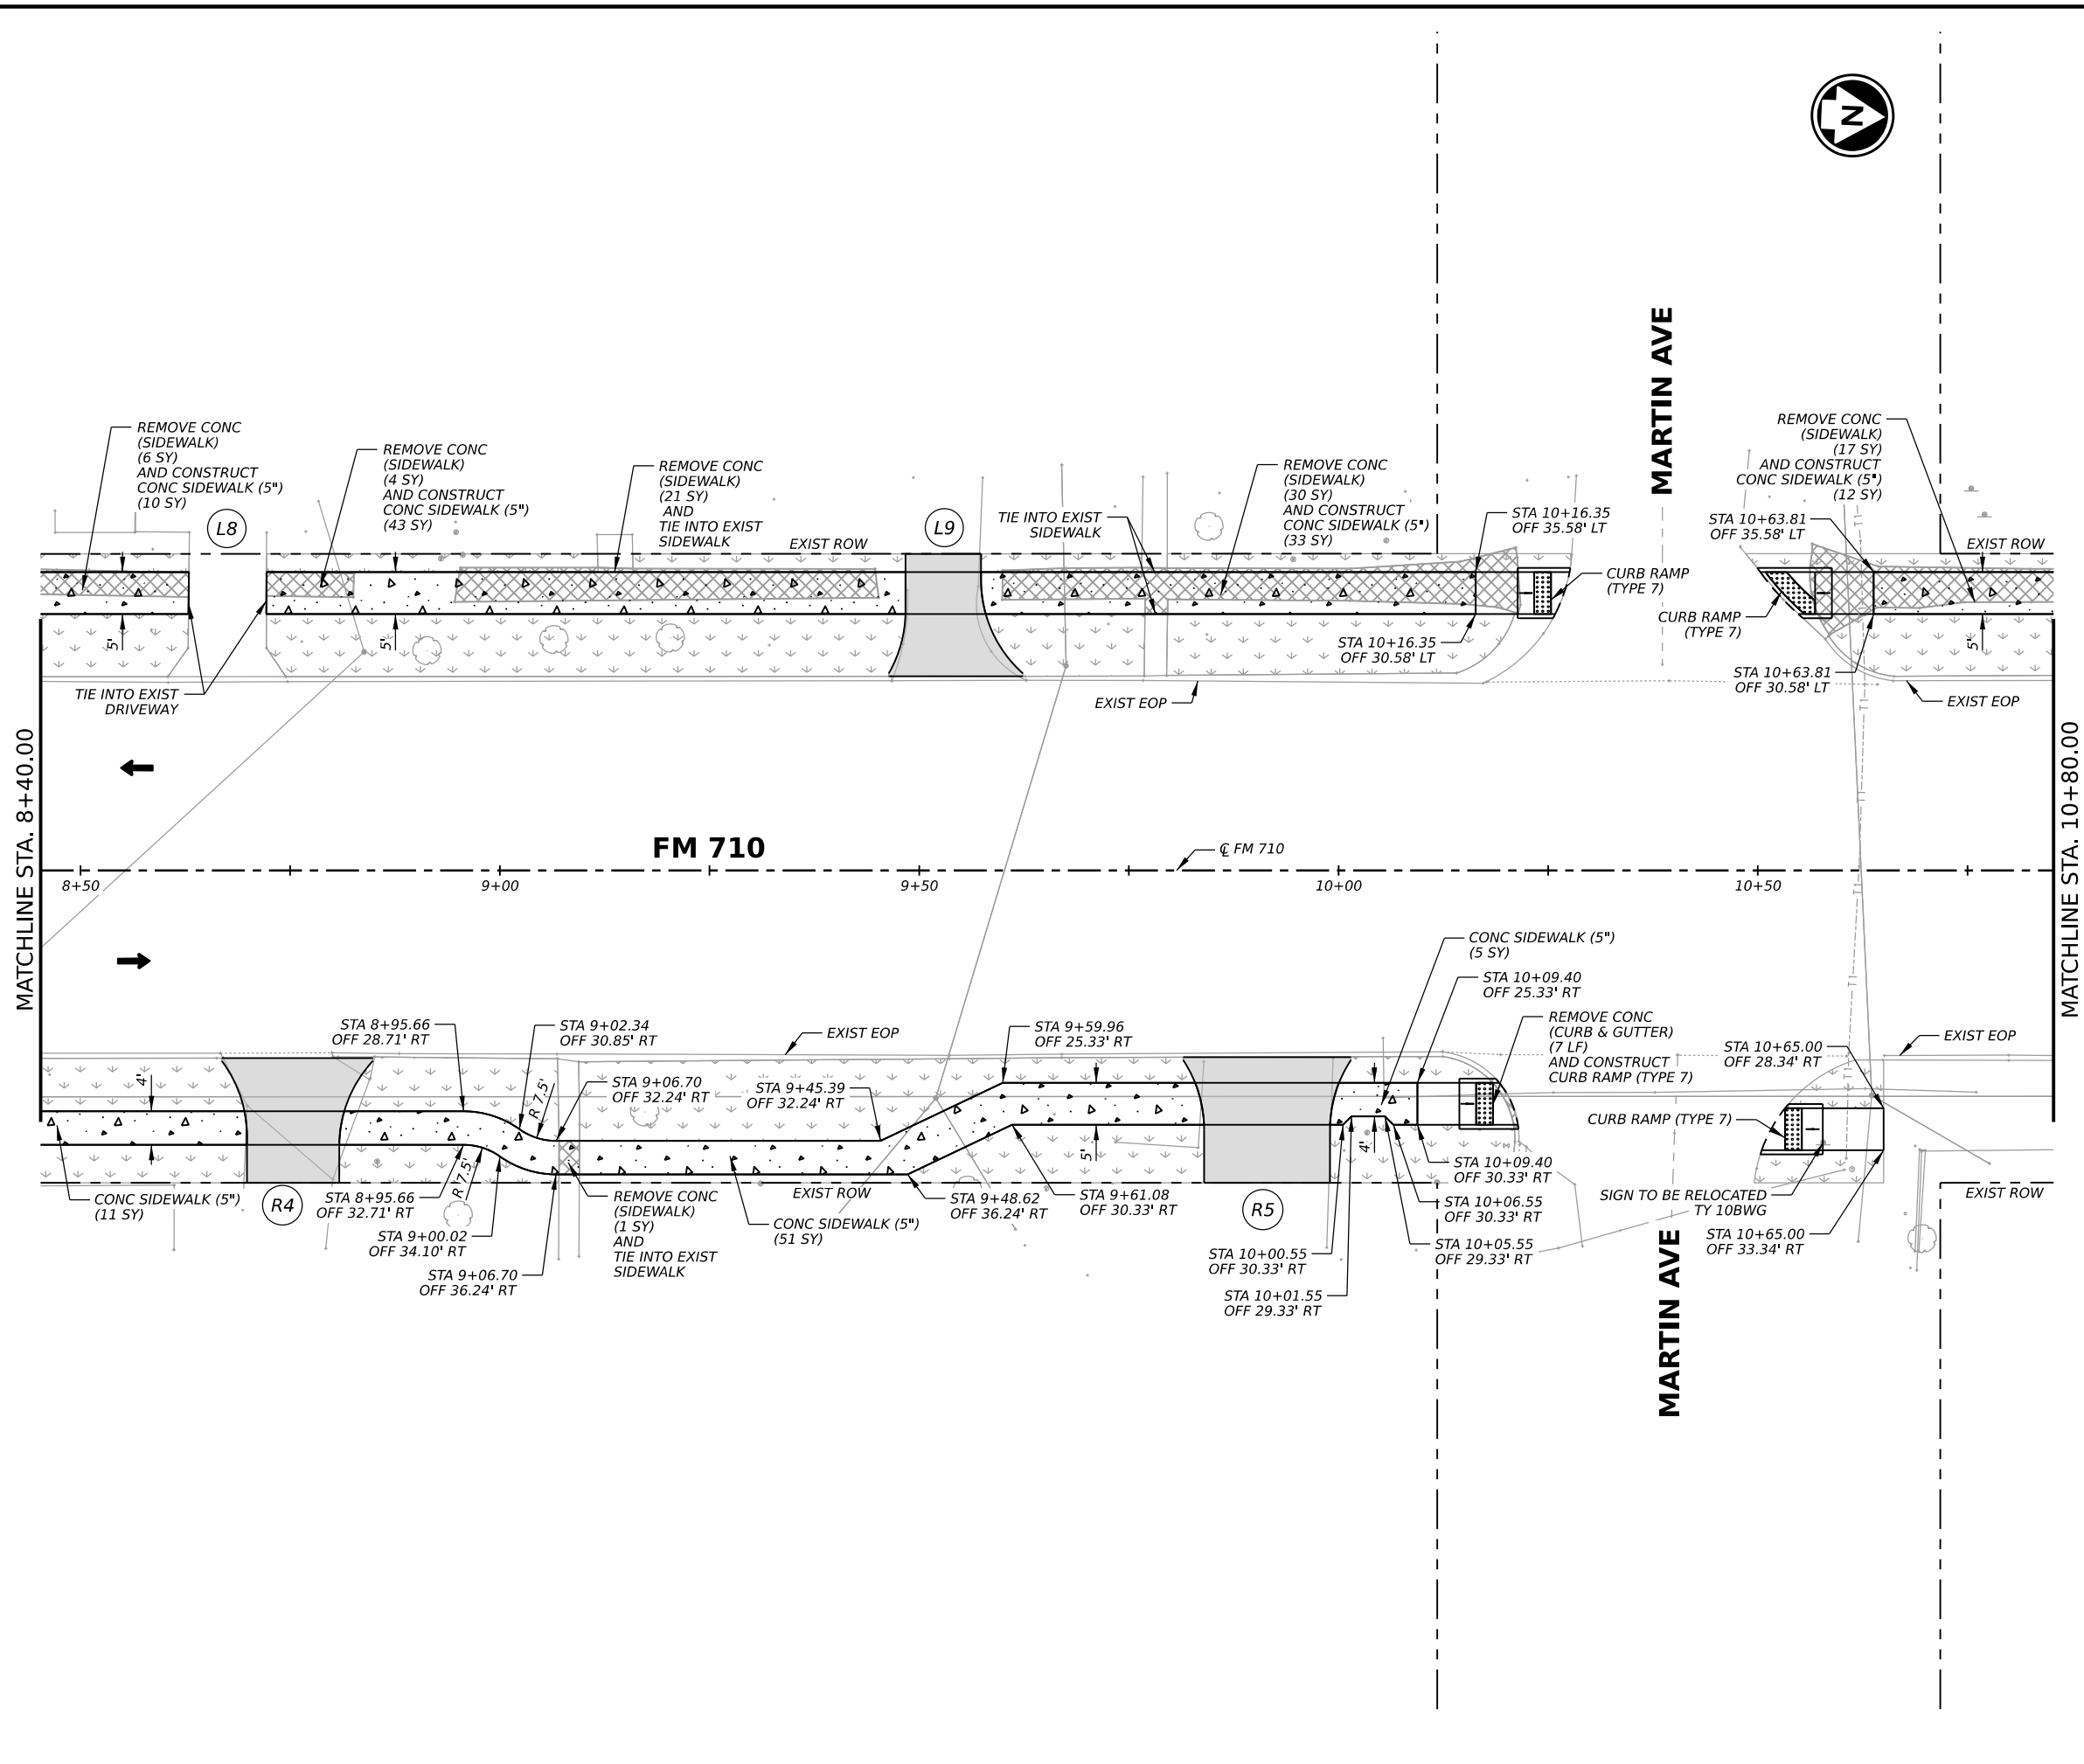 N
MARTIN AVE
REMOVE CONC
(SIDEWALK)
(6 SY)
AND CONSTRUCT
CONC SIDEWALK (5")
(10 SY)
L8
REMOVE CONC
(SIDEWALK)
(4 SY)
AND CONSTRUCT
CONC SIDEWALK (5")
(43 SY)
REMOVE CONC
(SIDEWALK)
(21 SY)
AND
TIE INTO EXIST
SIDEWALK
EXIST ROW
L9
TIE INTO EXIST
SIDEWALK
REMOVE CONC
(SIDEWALK)
(30 SY)
AND CONSTRUCT
CONC SIDEWALK (5")
(33 SY)
STA 10+16.35
OFF 35.58' LT
CURB RAMP
(TYPE 7)
REMOVE CONC
(SIDEWALK)
(17 SY)
AND CONSTRUCT
CONC SIDEWALK (5")
(12 SY)
STA 10+63.81
OFF 35.58' LT
EXIST ROW
CURB RAMP
(TYPE 7)
5'
5'
5'
STA 10+16.35
OFF 30.58' LT
STA 10+63.81
OFF 30.58' LT
TIE INTO EXIST
DRIVEWAY
EXIST EOP
EXIST EOP
MATCHLINE STA. 8+40.00
MATCHLINE STA. 10+80.00
FM 710
℄ FM 710
8+50
9+00
9+50
10+00
10+50
CONC SIDEWALK (5")
(5 SY)
STA 10+09.40
OFF 25.33' RT
REMOVE CONC
(CURB & GUTTER)
(7 LF)
AND CONSTRUCT
CURB RAMP (TYPE 7)
STA 8+95.66
OFF 28.71' RT
STA 9+02.34
OFF 30.85' RT
EXIST EOP
STA 9+59.96
OFF 25.33' RT
STA 10+65.00
OFF 28.34' RT
EXIST EOP
4'
R 7.5'
STA 9+06.70
OFF 32.24' RT
STA 9+45.39
OFF 32.24' RT
CURB RAMP (TYPE 7)
5'
4'
R 7.5'
CONC SIDEWALK (5")
(11 SY)
R4
STA 8+95.66
OFF 32.71' RT
STA 9+00.02
OFF 34.10' RT
STA 9+06.70
OFF 36.24' RT
REMOVE CONC
(SIDEWALK)
(1 SY)
AND
TIE INTO EXIST
SIDEWALK
EXIST ROW
CONC SIDEWALK (5")
(51 SY)
STA 9+48.62
OFF 36.24' RT
STA 9+61.08
OFF 30.33' RT
R5
STA 10+00.55
OFF 30.33' RT
STA 10+01.55
OFF 29.33' RT
STA 10+09.40
OFF 30.33' RT
STA 10+06.55
OFF 30.33' RT
STA 10+05.55
OFF 29.33' RT
SIGN TO BE RELOCATED
TY 10BWG
STA 10+65.00
OFF 33.34' RT
EXIST ROW
MARTIN AVE